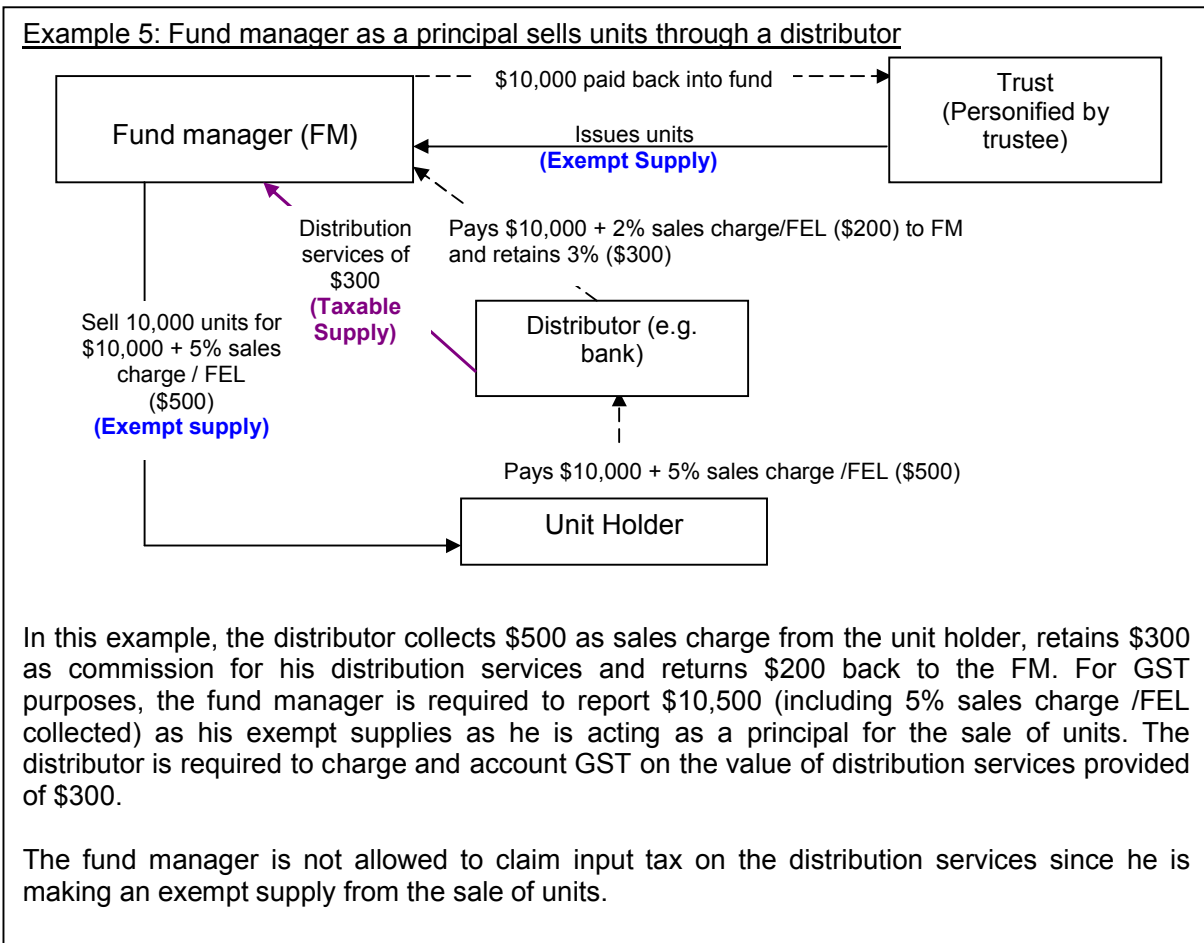 Example 5: Fund manager as a principal sells units through a distributor
$10,000 paid back into fund
Trust
(Personified by
trustee)
Fund manager (FM)
Issues units
(Exempt Supply)
Distribution
services of
$300
(Taxable
Supply)
Pays $10,000 + 2% sales charge/FEL ($200) to FM
and retains 3% ($300)
Sell 10,000 units for
$10,000 + 5% sales
charge / FEL
($500)
(Exempt supply)
Distributor (e.g.
bank)
Pays $10,000 + 5% sales charge /FEL ($500)
Unit Holder
In this example, the distributor collects $500 as sales charge from the unit holder, retains $300
as commission for his distribution services and returns $200 back to the FM. For GST
purposes, the fund manager is required to report $10,500 (including 5% sales charge /FEL
collected) as his exempt supplies as he is acting as a principal for the sale of units. The
distributor is required to charge and account GST on the value of distribution services provided
of $300.
The fund manager is not allowed to claim input tax on the distribution services since he is
making an exempt supply from the sale of units.